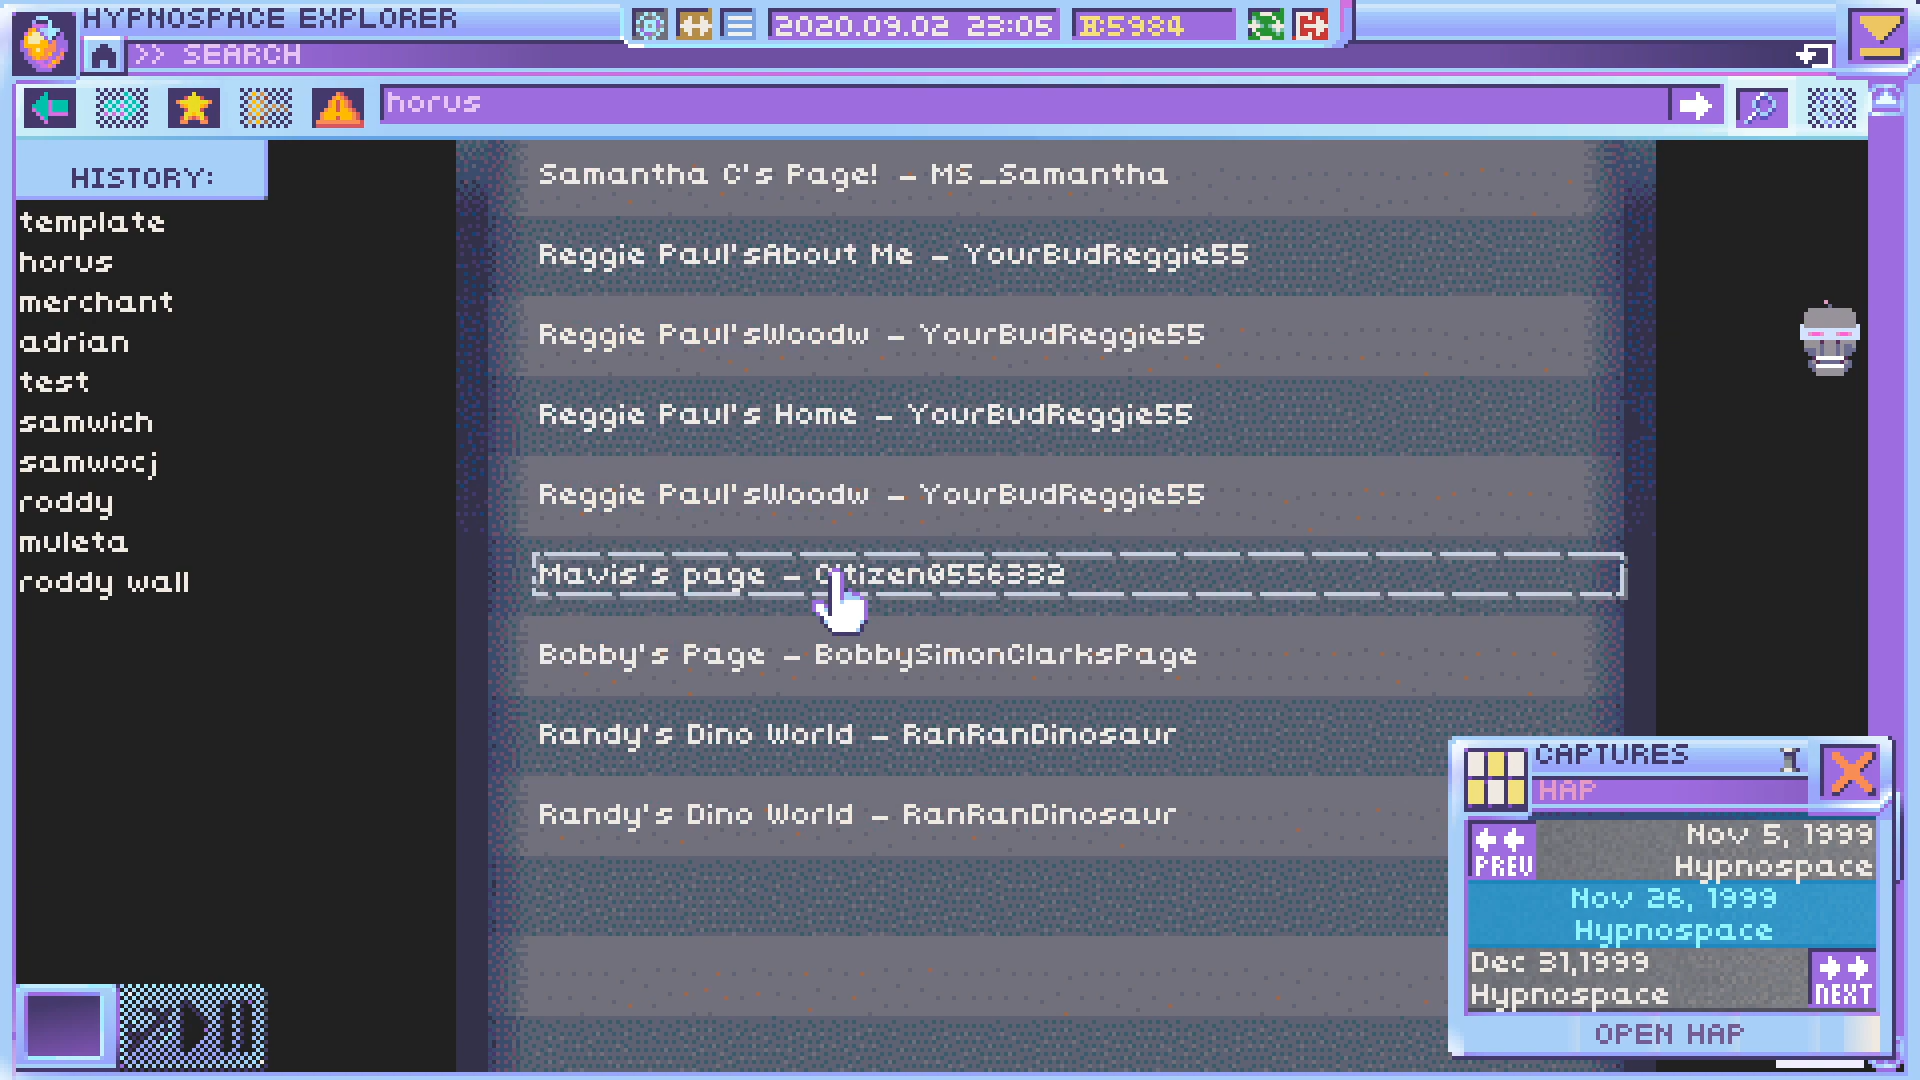 HYPNOSPACE EXPLORER
2020.09.02 23:05
5984
>> SEARCH
horus
HISTORY:
template
horus
merchant
adrian
test
samwich
samwocj
roddy
muleta
roddy wall
Samantha C's Page! - MS_Samantha
Reggie Paul'sAbout Me - YourBudReggie55
Reggie Paul'sWoodw - YourBudReggie55
Reggie Paul's Home - YourBudReggie55
Reggie Paul'sWoodw - YourBudReggie55
Mavis's page - Citizen0556332
Bobby's Page - BobbySimonClarksPage
Randy's Dino World - RanRanDinosaur
Randy's Dino World - RanRanDinosaur
CAPTURES
HAP
PREV
Nov 5, 1999
Hypnospace
Nov 26, 1999
Hypnospace
Dec 31,1999
Hypnospace
NEXT
OPEN HAP